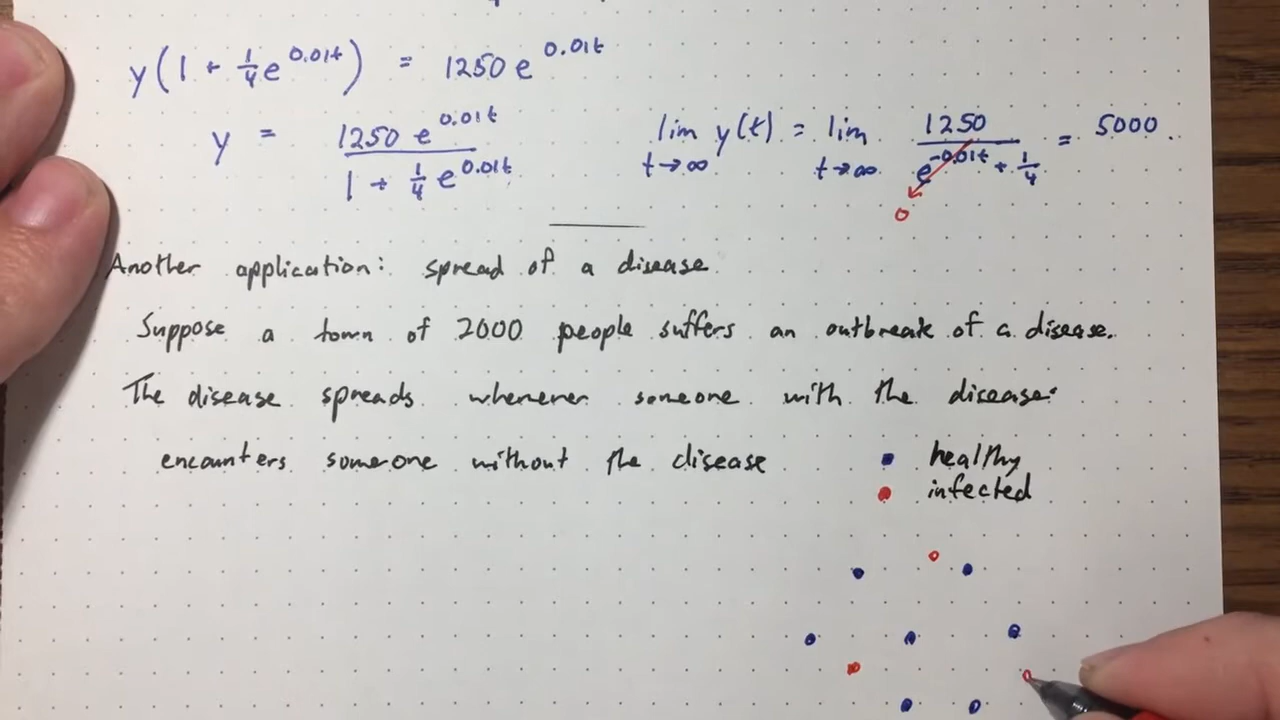 y(1 + 1/4 e^0.01t) = 1250 e^0.01t
y = 1250 e^0.01t / 1 + 1/4 e^0.01t
lim t→∞ y(t) = lim t→∞ 1250 / e^-0.01t + 1/4 = 5000.
0
Another application: spread of a disease
Suppose a town of 2000 people suffers an outbreak of a disease.
The disease spreads whenever someone with the disease
encounters someone without the disease
healthy
infected